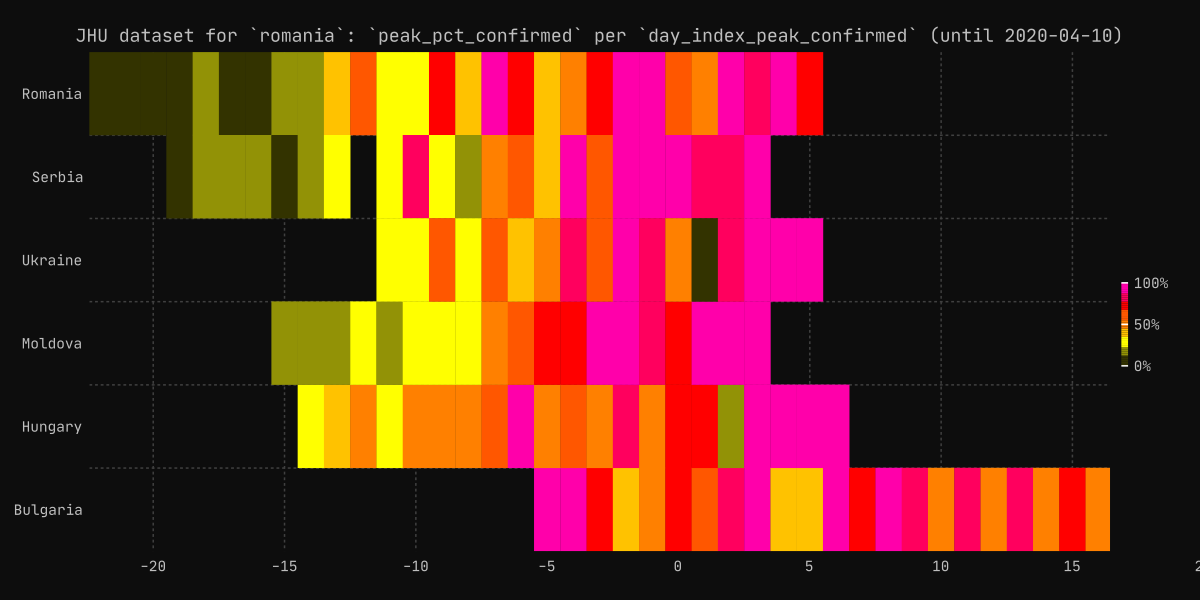 JHU dataset for `romania`: `peak_pct_confirmed` per `day_index_peak_confirmed` (until 2020-04-10)
Romania
Serbia
Ukraine
Moldova
Hungary
Bulgaria
100%
50%
0%
-20 -15 -10 -5 0 5 10 15 2